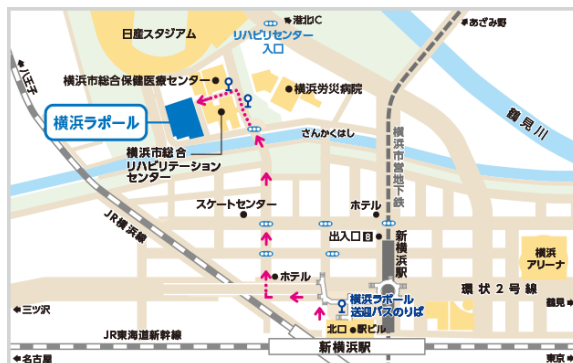 日産スタジアム
港北IC
リハビリセンター
入口
あざみ野
八王子
横浜市総合保健医療センター
横浜労災病院
鶴見川
横浜ラポール
さんかくはし
横浜市営地下鉄
横浜市総合
リハビリテーション
センター
スケートセンター
ホテル
JR横浜線
出入口 8
新横浜駅
横浜
アリーナ
ホテル
環状2号線
横浜ラポール
送迎バスのりば
三ツ沢
鶴見
北口
駅ビル
JR東海道新幹線
新横浜駅
名古屋
東京